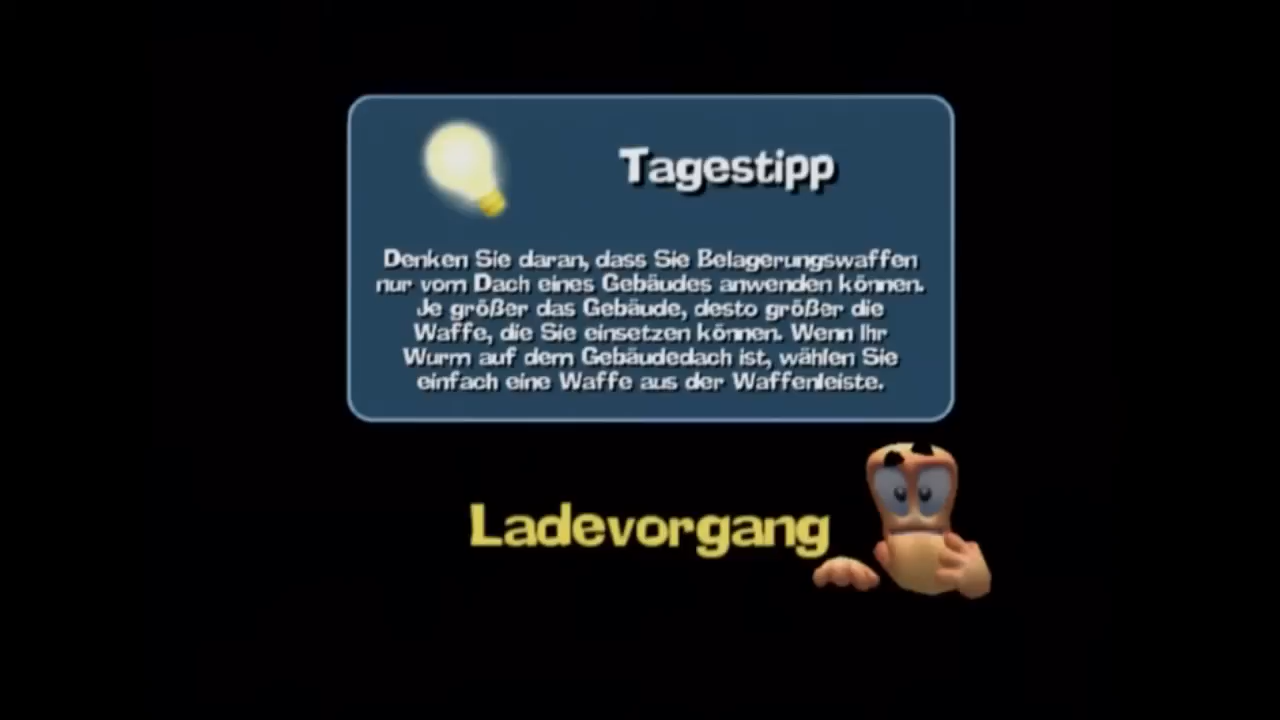 Tagestipp
Denken Sie daran, dass Sie Belagerungswaffen
nur vom Dach eines Gebäudes anwenden können.
Je größer das Gebäude, desto größer die
Waffe, die Sie einsetzen können. Wenn Ihr
Wurm auf dem Gebäudedach ist, wählen Sie
einfach eine Waffe aus der Waffenleiste.
Ladevorgang